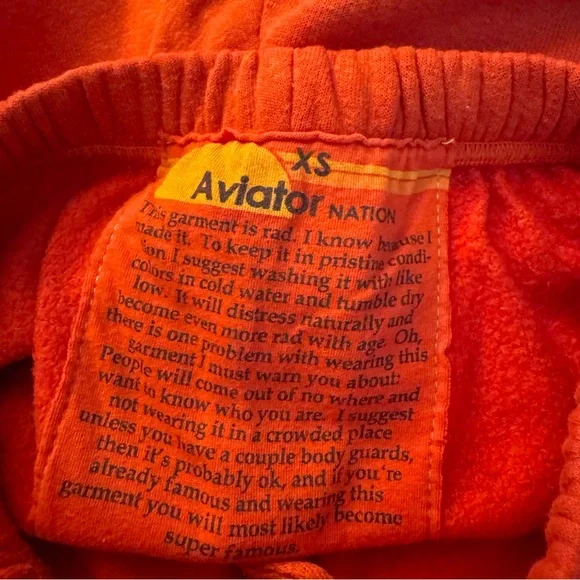 XS
Aviator NATION
This garment is rad. I know because I
made it. To keep it in pristine condi-
tion I suggest washing it with like
colors in cold water and tumble dry
low. It will distress naturally and
become even more rad with age. Oh,
there is one problem with wearing this
garment I must warn you about:
People will come out of no where and
want to know who you are. I suggest
not wearing it in a crowded place
unless you have a couple body guards,
then it's probably ok, and if you're
already famous and wearing this
garment you will most likely become
super famous.